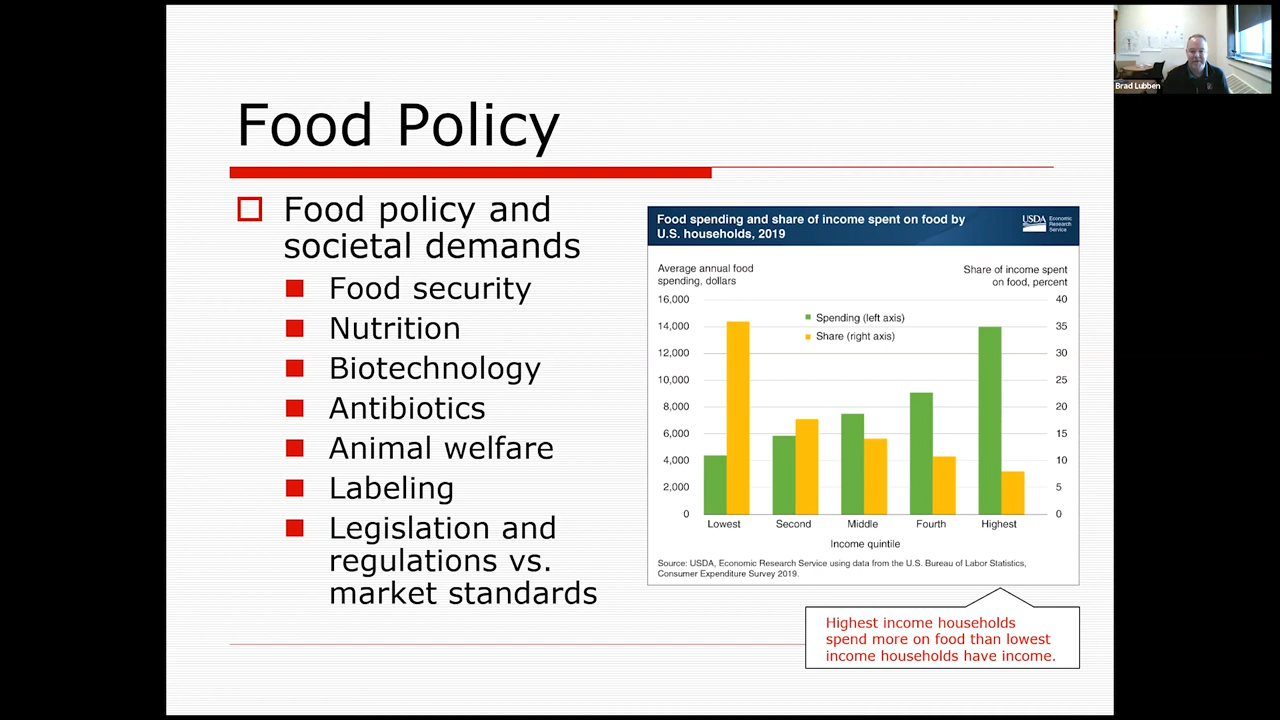 Food Policy
Food policy and
societal demands
Food security
Nutrition
Biotechnology
Antibiotics
Animal welfare
Labeling
Legislation and
regulations vs.
market standards
Food spending and share of income spent on food by
U.S. households, 2019
USDA
Economic
Research
Service
Average annual food
spending, dollars
Share of income spent
on food, percent
16,000
14,000
12,000
10,000
8,000
6,000
4,000
2,000
0
Spending (left axis)
Share (right axis)
40
35
30
25
20
15
10
5
0
Lowest
Second
Middle
Fourth
Highest
Income quintile
Source: USDA, Economic Research Service using data from the U.S. Bureau of Labor Statistics,
Consumer Expenditure Survey 2019.
Highest income households
spend more on food than lowest
income households have income.
Brad Lubben